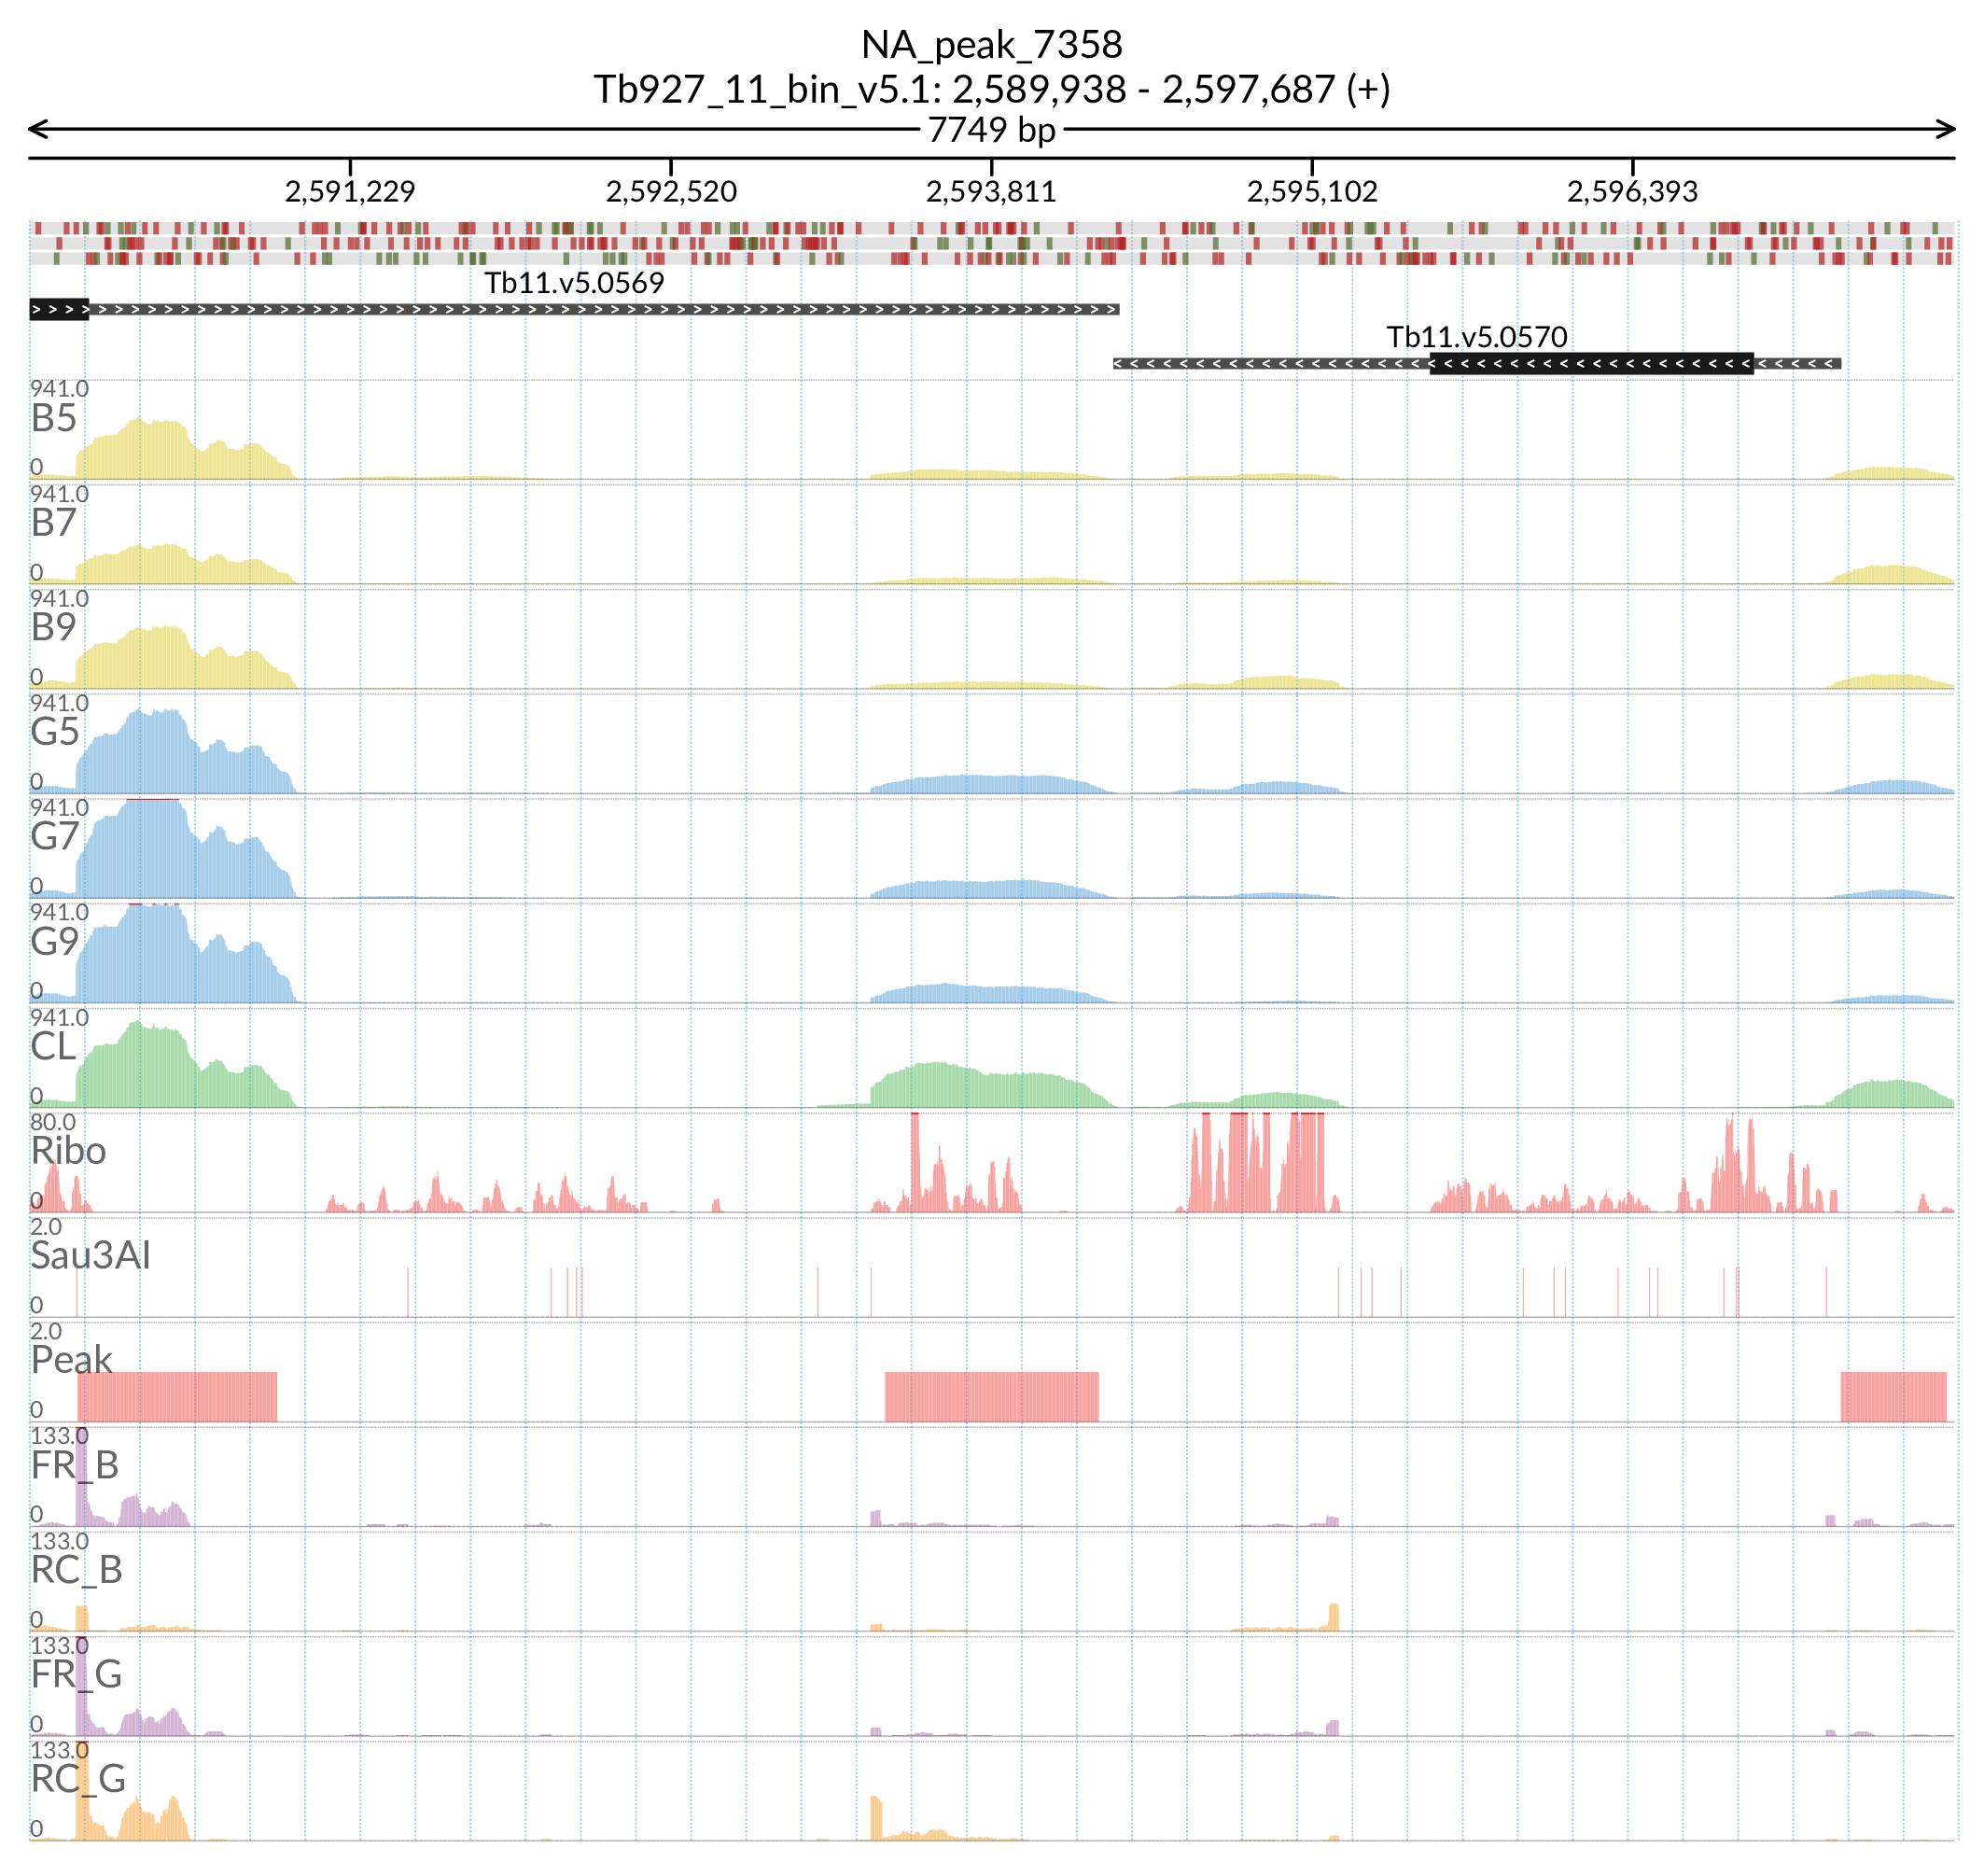 NA_peak_7358
Tb927_11_bin_v5.1: 2,589,938 - 2,597,687 (+)
7749 bp
2,591,229 2,592,520 2,593,811 2,595,102 2,596,393
Tb11.v5.0569
Tb11.v5.0570
941.0
B5
0
941.0
B7
0
941.0
B9
0
941.0
G5
0
941.0
G7
0
941.0
G9
0
941.0
CL
0
80.0
Ribo
0
2.0
Sau3AI
0
2.0
Peak
0
133.0
FR_B
0
133.0
RC_B
0
133.0
FR_G
0
133.0
RC_G
0